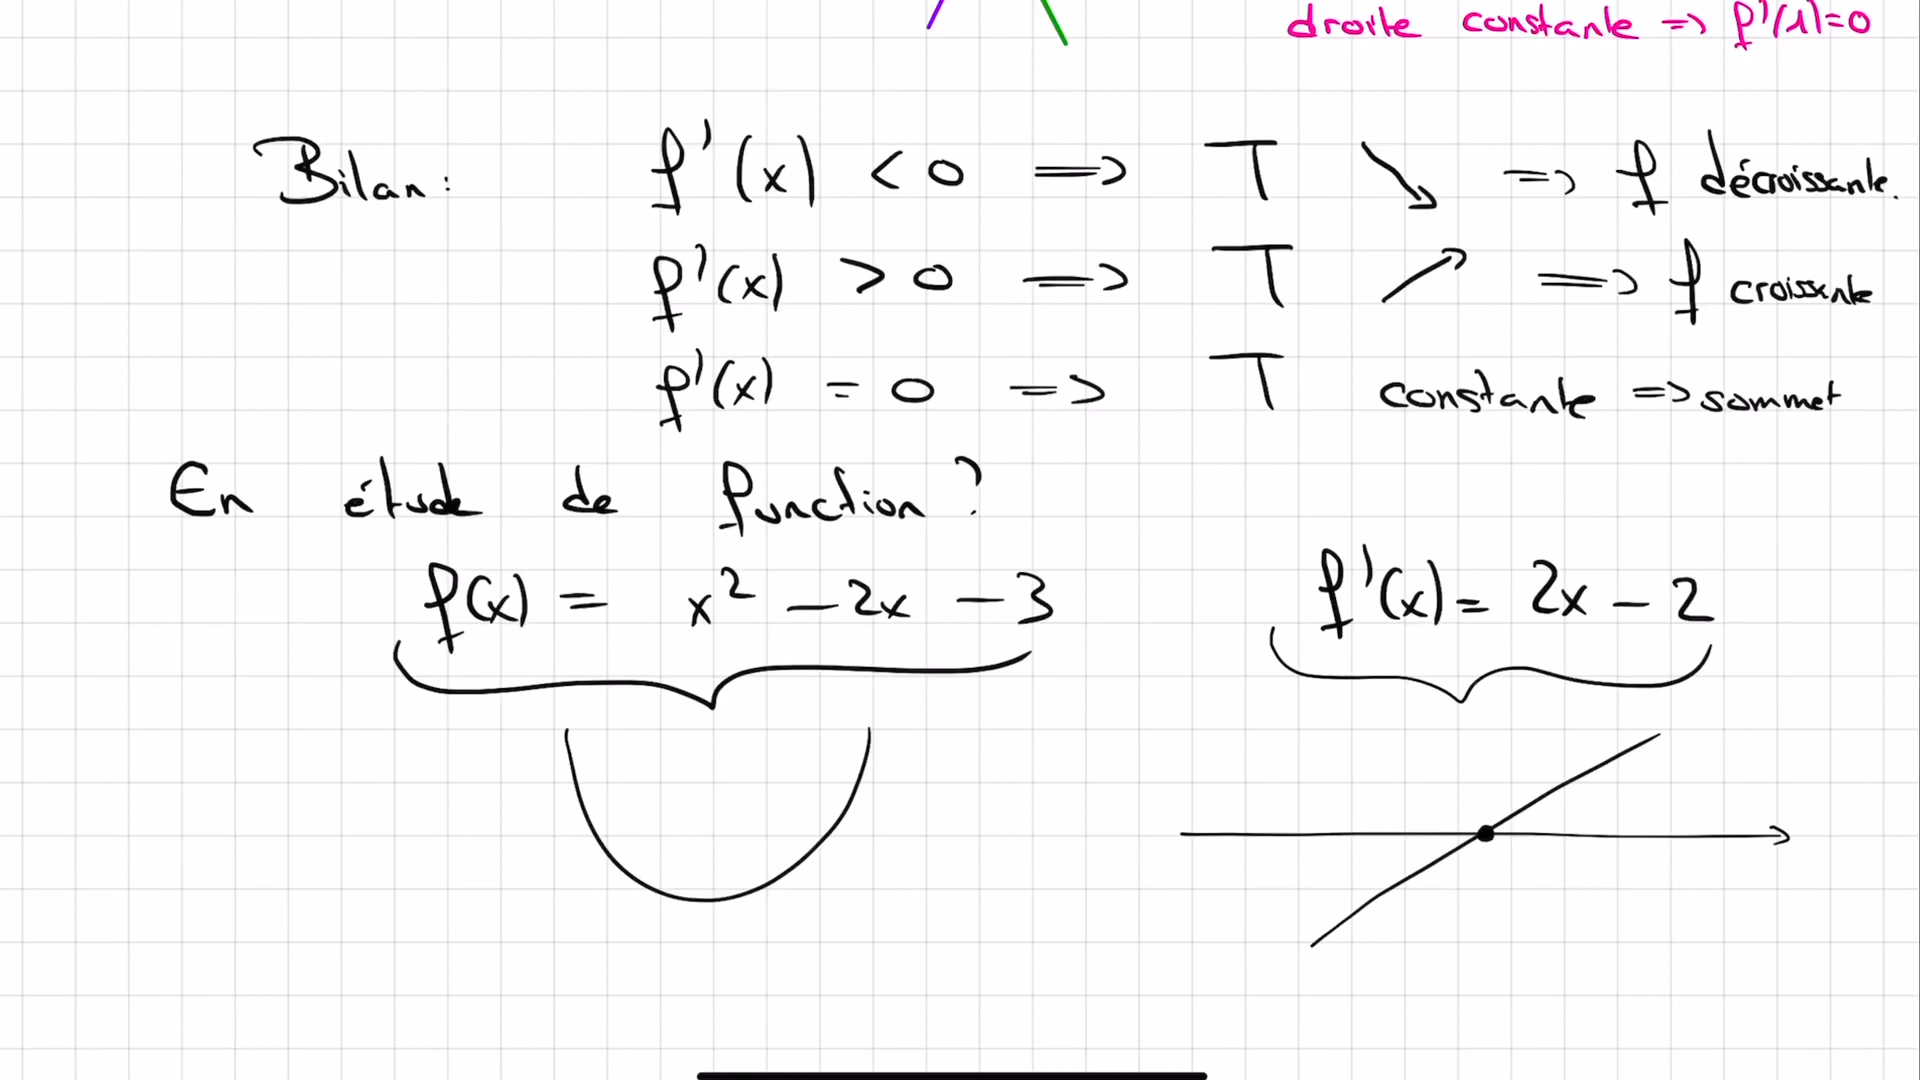 droite constante => f'(1)=0
Bilan: f'(x) < 0 => T ↘ => f décroissante.
f'(x) > 0 => T ↗ => f croissante
f'(x) = 0 => T constante => sommet
En étude de function?
f(x) = x² - 2x - 3 f'(x) = 2x - 2